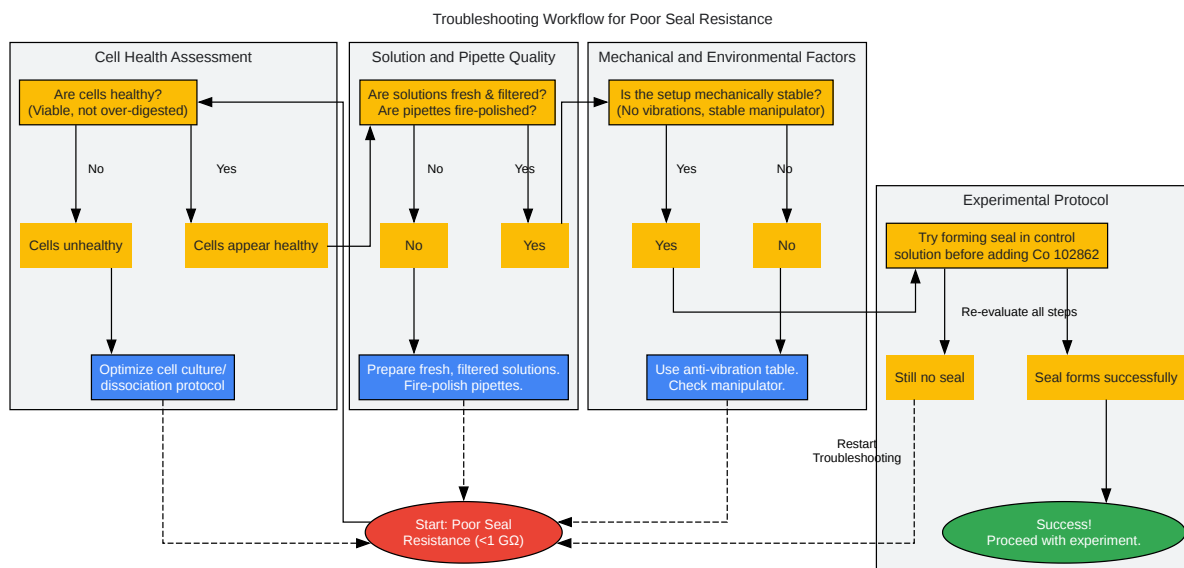 Troubleshooting Workflow for Poor Seal Resistance
Cell Health Assessment
Are cells healthy?
(Viable, not over-digested)
No
Yes
Cells unhealthy
Cells appear healthy
Optimize cell culture/
dissociation protocol
Solution and Pipette Quality
Are solutions fresh & filtered?
Are pipettes fire-polished?
No
Yes
No
Yes
Prepare fresh, filtered solutions.
Fire-polish pipettes.
Mechanical and Environmental Factors
Is the setup mechanically stable?
(No vibrations, stable manipulator)
Yes
No
Yes
No
Use anti-vibration table.
Check manipulator.
Experimental Protocol
Try forming seal in control
solution before adding Co 102862
Re-evaluate all steps
Still no seal
Seal forms successfully
Restart
Troubleshooting
Start: Poor Seal
Resistance (<1 GΩ)
Success!
Proceed with experiment.